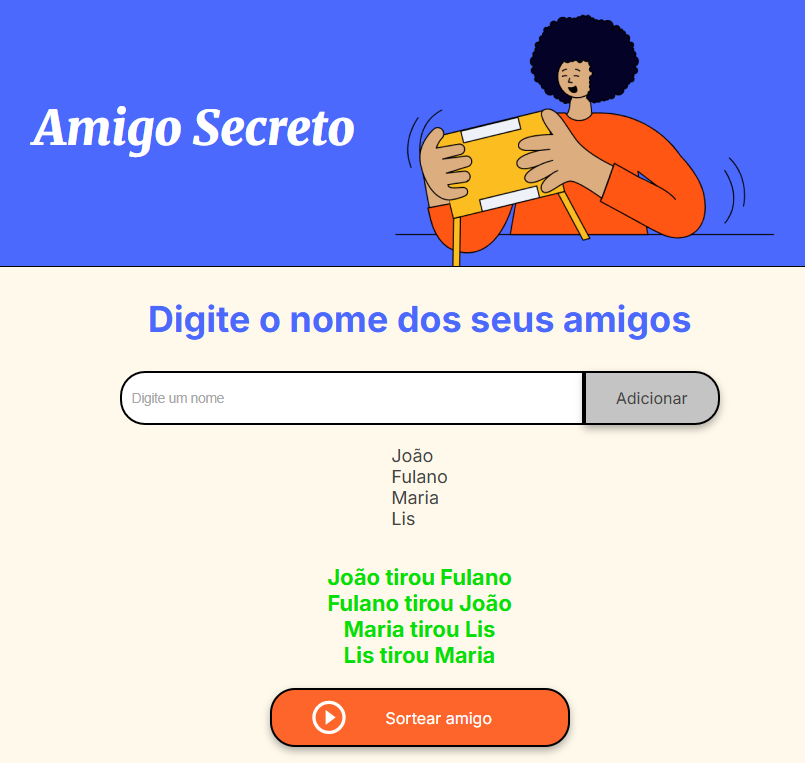 Amigo Secreto
Digite o nome dos seus amigos
Digite um nome
Adicionar
João
Fulano
Maria
Lis
João tirou Fulano
Fulano tirou João
Maria tirou Lis
Lis tirou Maria
Sortear amigo